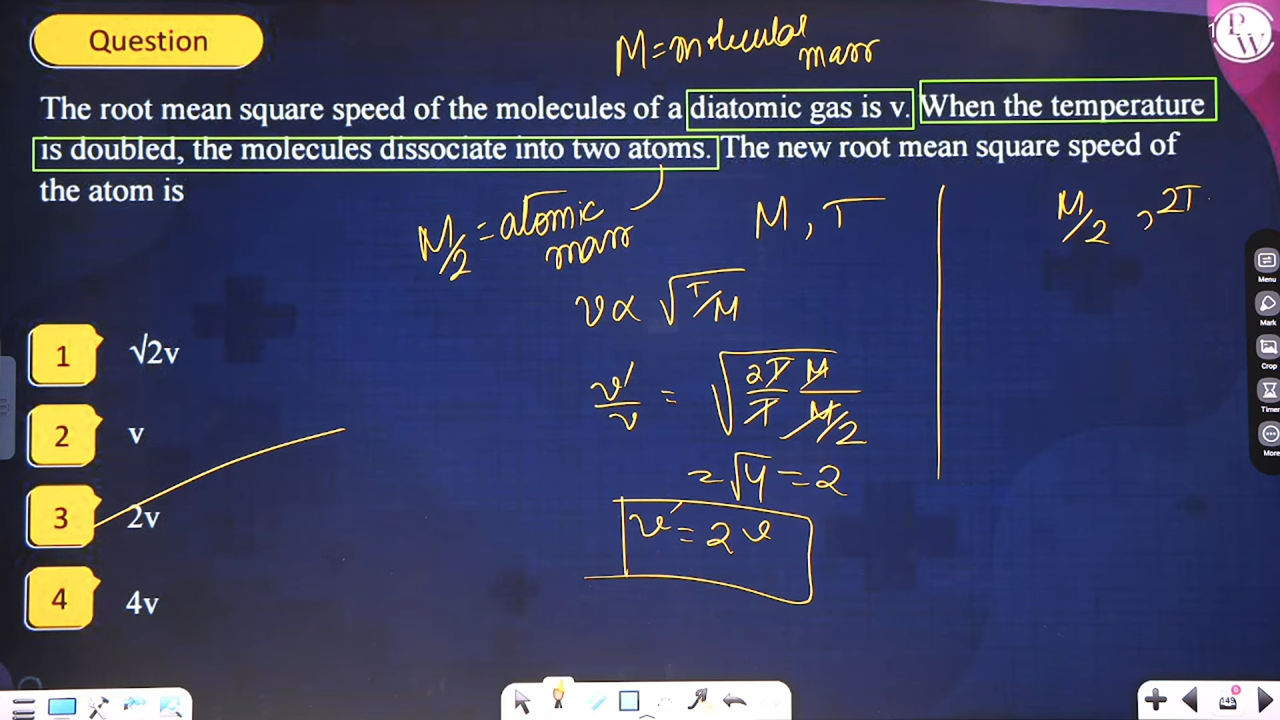 Question
M = molecular mass
PW
The root mean square speed of the molecules of a diatomic gas is v. When the temperature
is doubled, the molecules dissociate into two atoms. The new root mean square speed of
the atom is
M/2 = atomic mass
M, T
M/2, 2T
v ∝ √T/M
v'/v = √2T/T M/M/2
= √4 = 2
v' = 2v
1 √2v
2 v
3 2v
4 4v
Menu
Mark
Crop
Timer
More